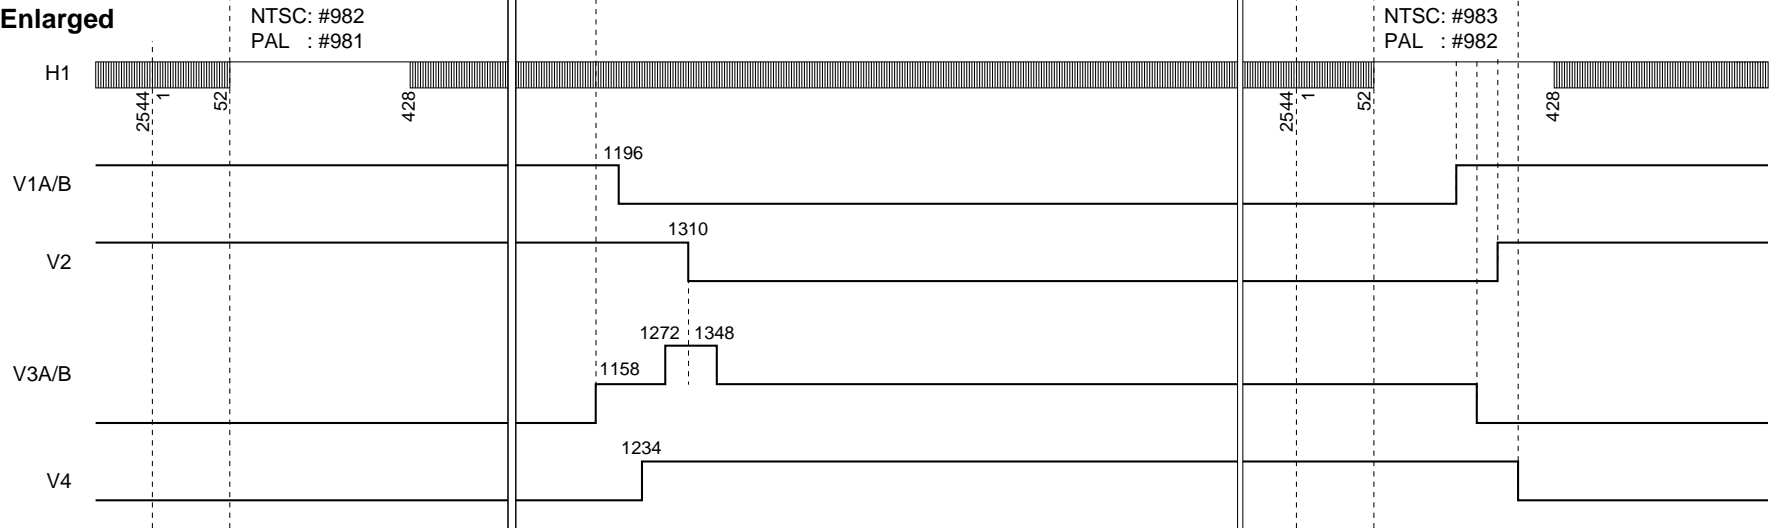 Enlarged
NTSC: #982
PAL : #981
NTSC: #983
PAL : #982
H1
2544
1
52
428
2544
1
52
428
1196
V1A/B
1310
V2
1272 1348
1158
V3A/B
1234
V4